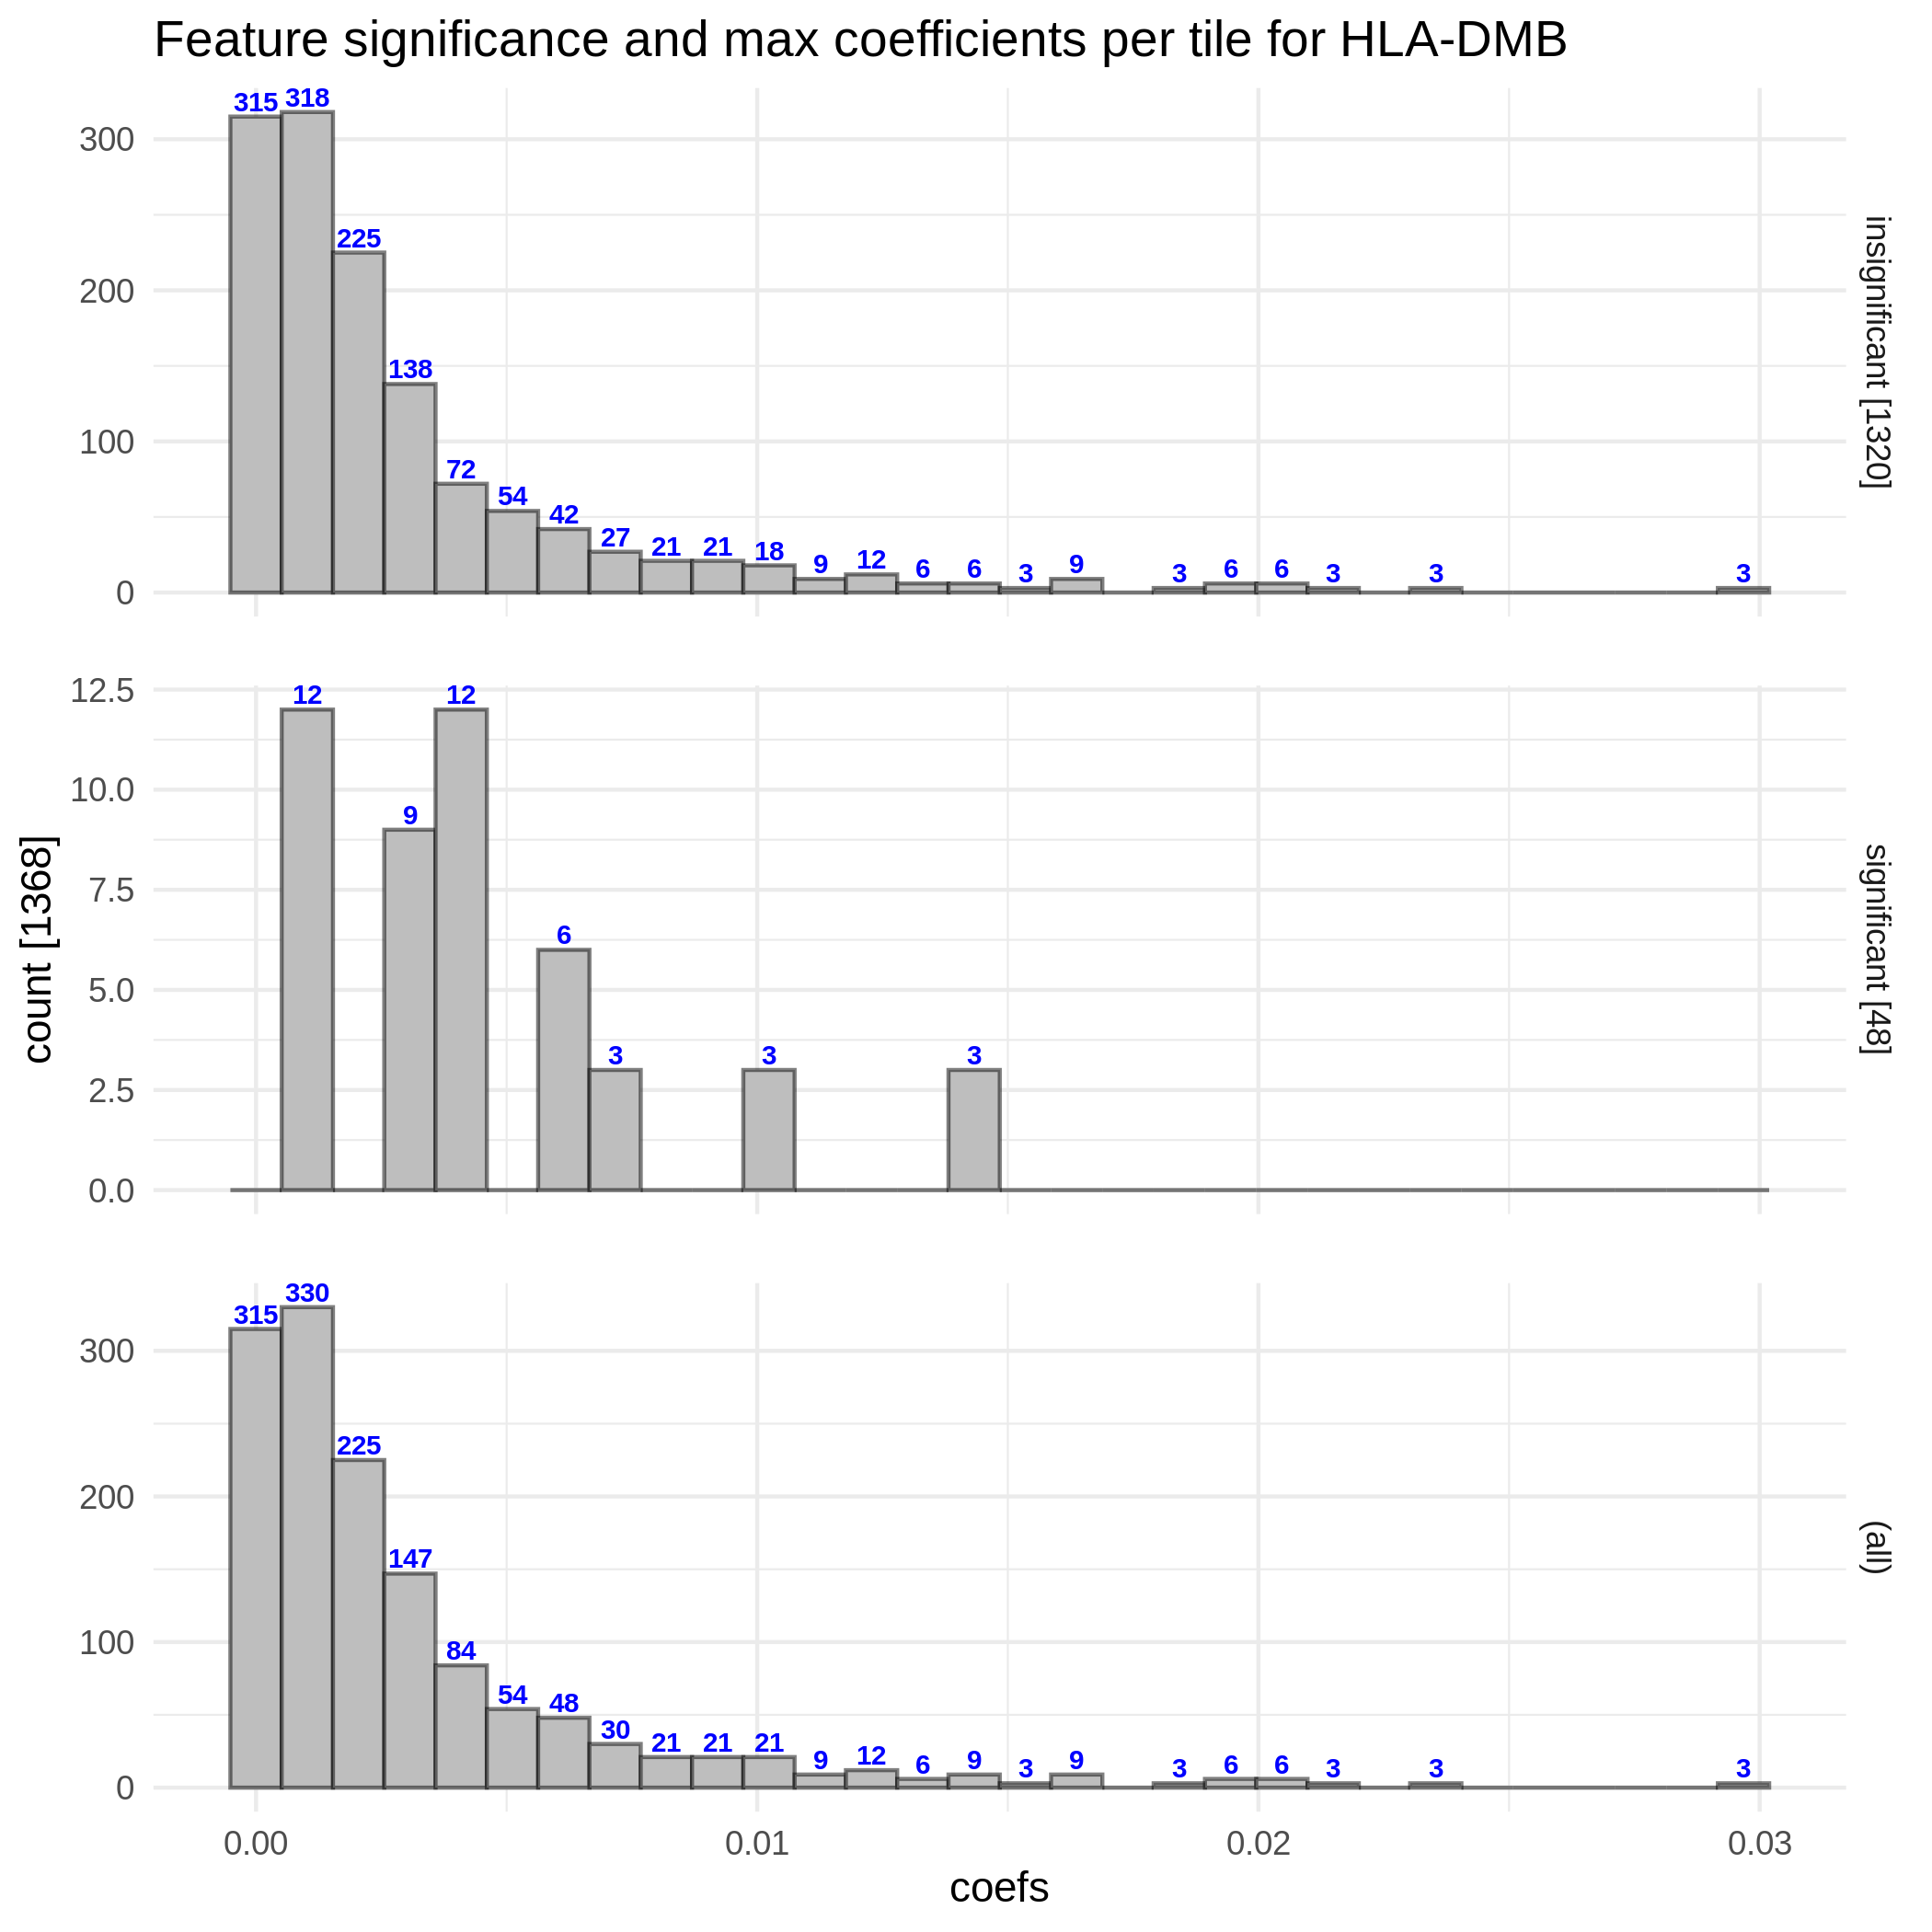 Feature significance and max coefficients per tile for HLA-DMB
315 318 225 138 72 54 42 27 21 21 18 9 12 6 6 3 9 3 6 6 3 3 3
300
200
100
0
insignificant [1320]
12 9 12 6 3 3 3
12.5
10.0
7.5
5.0
2.5
0.0
significant [48]
count [1368]
315 330 225 147 84 54 48 30 21 21 21 9 12 6 9 3 9 3 6 6 3 3 3
300
200
100
0
(all)
0.00 0.01 0.02 0.03
coefs